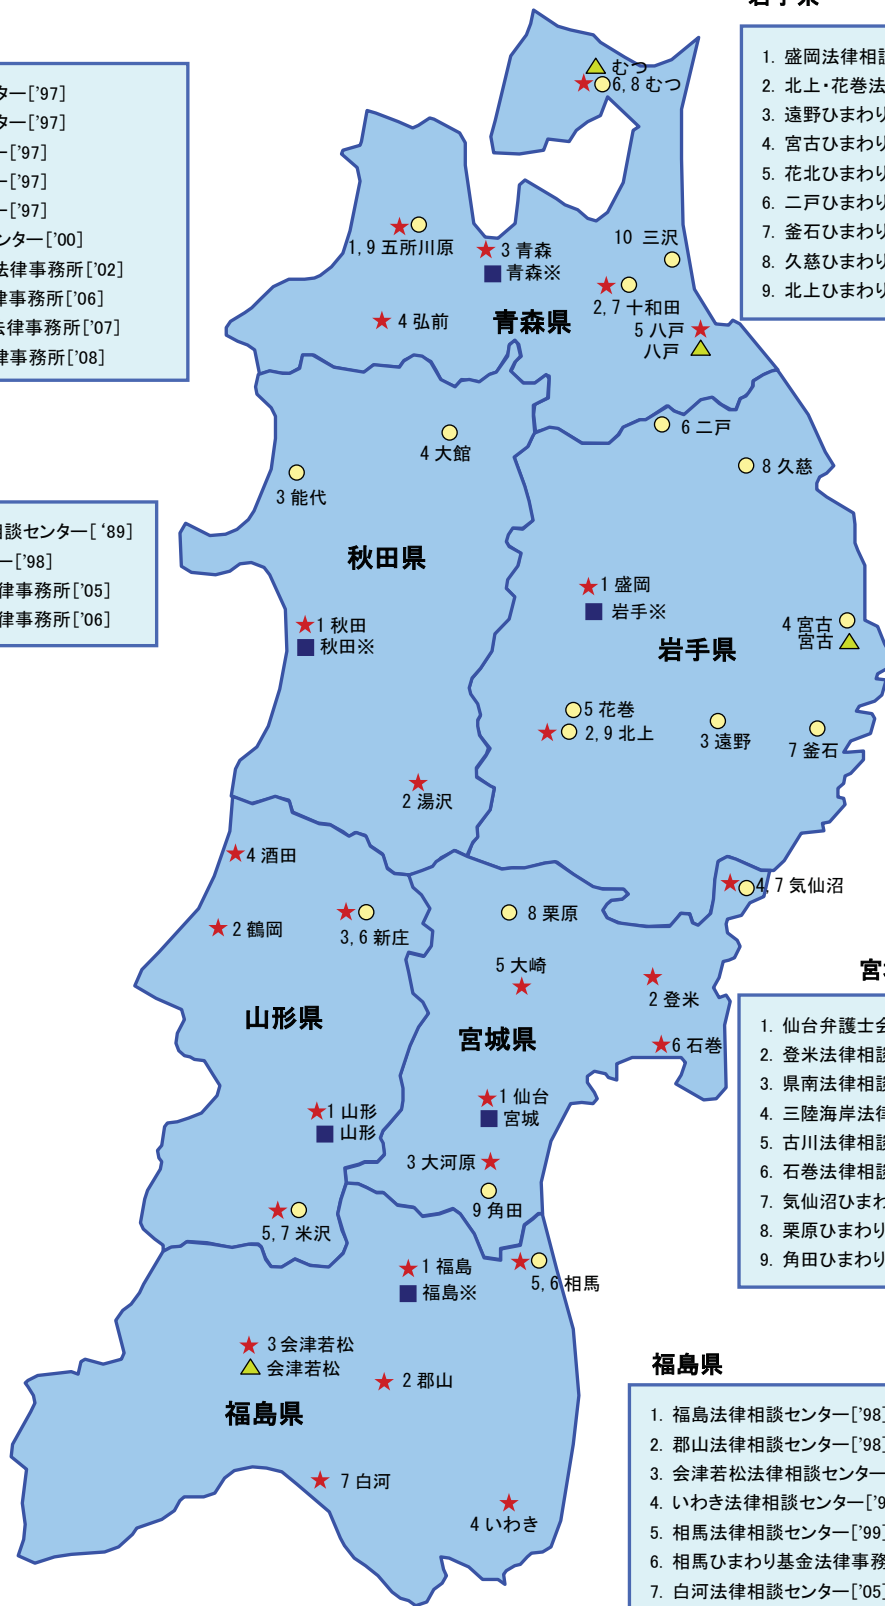 岩手県
1. 盛岡法律相談
2. 北上・花巻法
3. 遠野ひまわり
4. 宮古ひまわり
5. 花北ひまわり
6. 二戸ひまわり
7. 釜石ひまわり
8. 久慈ひまわり
9. 北上ひまわり
ター['97]
ター['97]
ー['97]
ー['97]
ー['97]
ンター['00]
法律事務所['02]
律事務所['06]
法律事務所['07]
律事務所['08]
むつ
6, 8 むつ
1, 9 五所川原
3 青森
青森※
10 三沢
2, 7 十和田
4 弘前
青森県
5 八戸
八戸
6 二戸
4 大館
8 久慈
3 能代
相談センター[‘89]
ー['98]
律事務所['05]
律事務所['06]
秋田県
1 盛岡
岩手※
1 秋田
秋田※
4 宮古
宮古
岩手県
5 花巻
2, 9 北上
3 遠野
7 釜石
2 湯沢
4 酒田
4, 7 気仙沼
2 鶴岡
3, 6 新庄
8 栗原
5 大崎
2 登米
山形県
宮城県
6 石巻
1 仙台
宮城
1 山形
山形
3 大河原
9 角田
5, 7 米沢
宮
1. 仙台弁護士会
2. 登米法律相談
3. 県南法律相談
4. 三陸海岸法律
5. 古川法律相談
6. 石巻法律相談
7. 気仙沼ひまわ
8. 栗原ひまわり
9. 角田ひまわり
1 福島
福島※
5, 6 相馬
3 会津若松
会津若松
2 郡山
福島県
7 白河
4 いわき
福島県
1. 福島法律相談センター['98]
2. 郡山法律相談センター['98]
3. 会津若松法律相談センター
4. いわき法律相談センター['9
5. 相馬法律相談センター['99]
6. 相馬ひまわり基金法律事務
7. 白河法律相談センター['05]